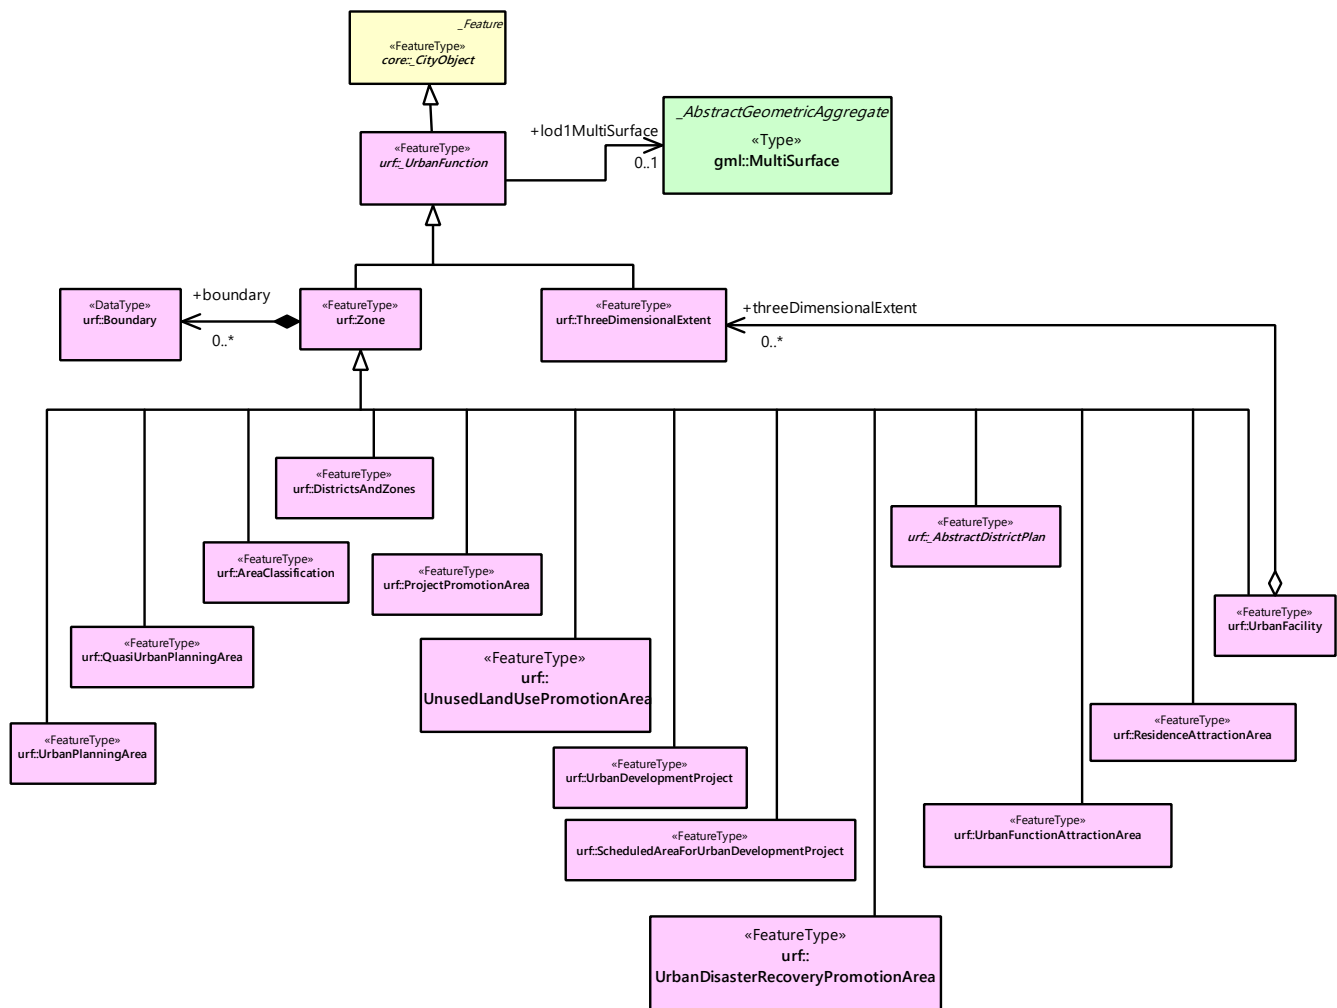 _Feature
«FeatureType»
core::_CityObject
_AbstractGeometricAggregate
«Type»
gml::MultiSurface
+lod1MultiSurface
0..1
«FeatureType»
urf::_UrbanFunction
«DataType»
urf::Boundary
+boundary
0..*
«FeatureType»
urf::Zone
«FeatureType»
urf::ThreeDimensionalExtent
+threeDimensionalExtent
0..*
«FeatureType»
urf::DistrictsAndZones
«FeatureType»
urf::_AbstractDistrictPlan
«FeatureType»
urf::AreaClassification
«FeatureType»
urf::ProjectPromotionArea
«FeatureType»
urf::UrbanFacility
«FeatureType»
urf::QuasiUrbanPlanningArea
«FeatureType»
urf::
UnusedLandUsePromotionArea
«FeatureType»
urf::ResidenceAttractionArea
«FeatureType»
urf::UrbanPlanningArea
«FeatureType»
urf::UrbanDevelopmentProject
«FeatureType»
urf::UrbanFunctionAttractionArea
«FeatureType»
urf::ScheduledAreaForUrbanDevelopmentProject
«FeatureType»
urf::
UrbanDisasterRecoveryPromotionArea